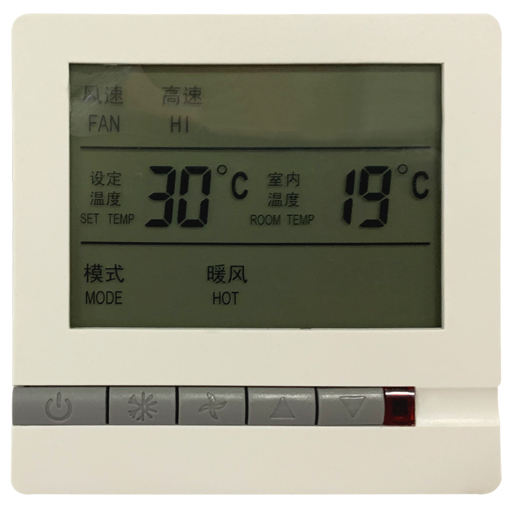 風速 高速
FAN HI
设定 30°C 室内 19°C
温度 温度
SET TEMP ROOM TEMP
模式 暖风
MODE HOT